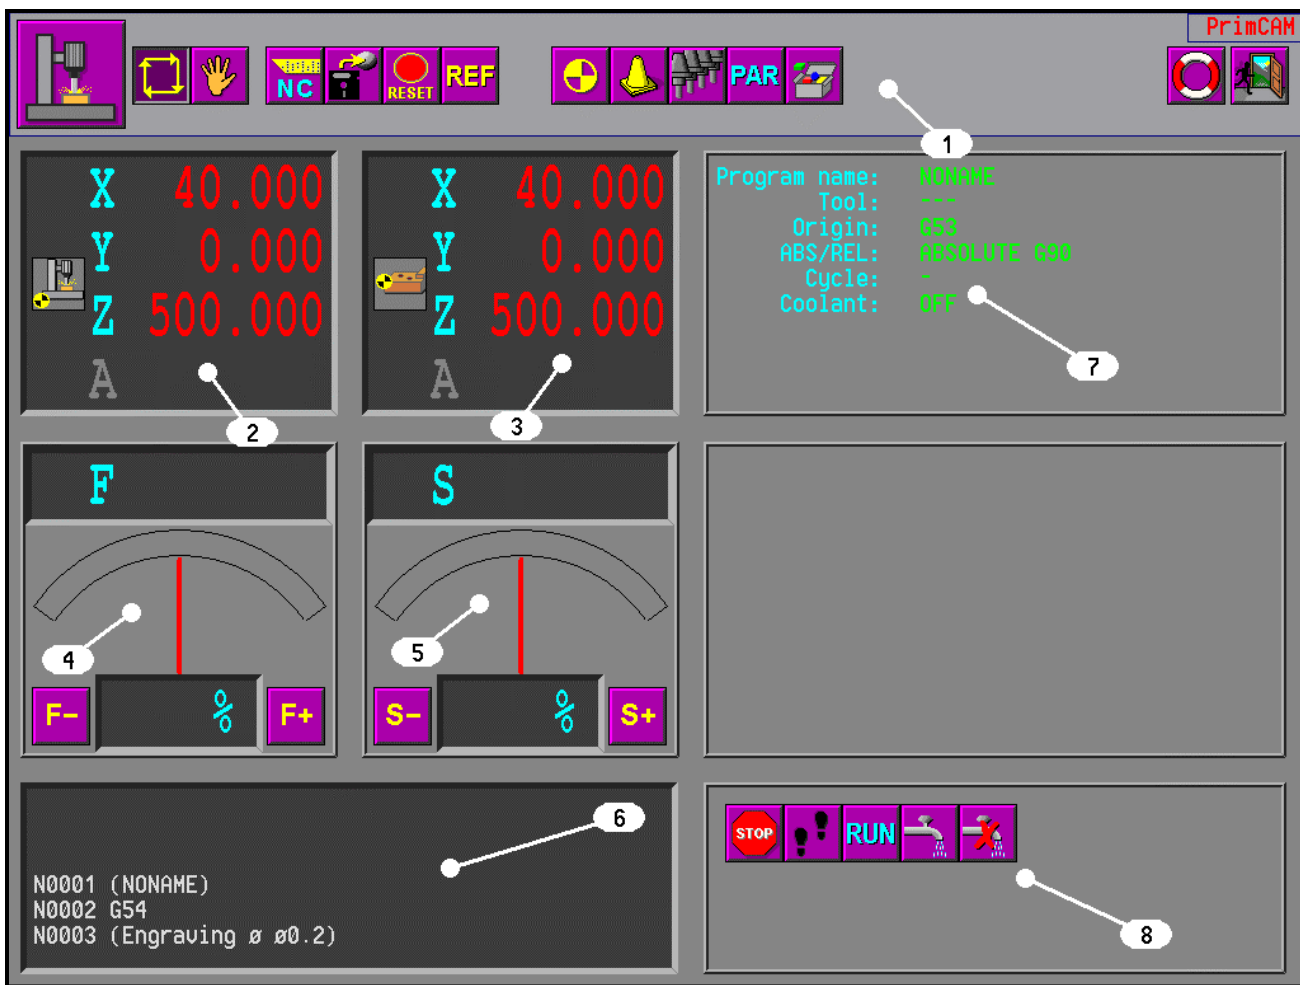 PrimCAM
NC
RESET
REF
PAR
1
X 40.000
Y 0.000
Z 500.000
A
2
X 40.000
Y 0.000
Z 500.000
A
3
Program name: NONAME
Tool: ---
Origin: G53
ABS/REL: ABSOLUTE G90
Cycle: -
Coolant: OFF
7
F
4
F- % F+
S
5
S- % S+
6
N0001 (NONAME)
N0002 G54
N0003 (Engraving ø ø0.2)
STOP
RUN
8